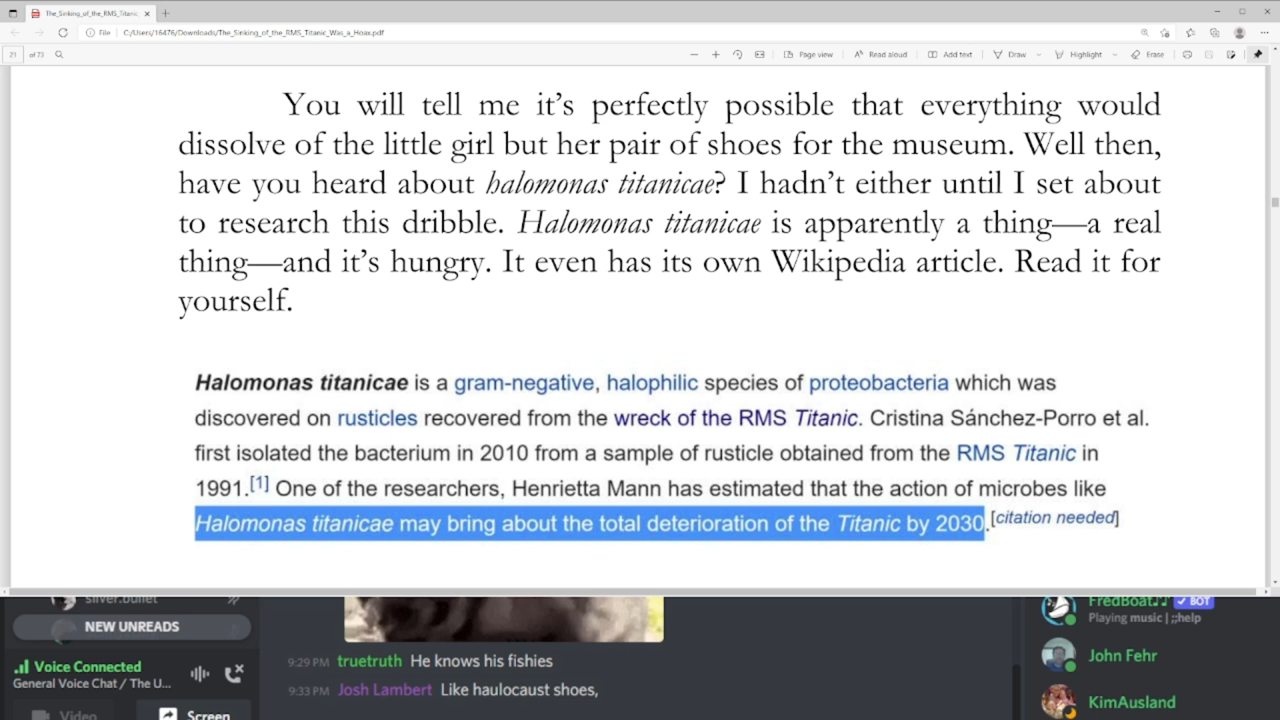 The_Sinking_of_the_RMS_Titanic
File C:/Users/16476/Downloads/The_Sinking_of_the_RMS_Titanic_Was_a_Hoax.pdf
21 of 73 Page view Read aloud Add text Draw Highlight Erase
You will tell me it's perfectly possible that everything would
dissolve of the little girl but her pair of shoes for the museum. Well then,
have you heard about halomonas titanicae? I hadn't either until I set about
to research this dribble. Halomonas titanicae is apparently a thing—a real
thing—and it's hungry. It even has its own Wikipedia article. Read it for
yourself.
Halomonas titanicae is a gram-negative, halophilic species of proteobacteria which was
discovered on rusticles recovered from the wreck of the RMS Titanic. Cristina Sánchez-Porro et al.
first isolated the bacterium in 2010 from a sample of rusticle obtained from the RMS Titanic in
1991.[1] One of the researchers, Henrietta Mann has estimated that the action of microbes like
Halomonas titanicae may bring about the total deterioration of the Titanic by 2030.[citation needed]
silver.bullet
NEW UNREADS
Voice Connected
General Voice Chat / The U...
Video Screen
9:29 PM truetruth He knows his fishies
9:33 PM Josh Lambert Like haulocaust shoes,
FredBoat♪♪ ✓ BOT
Playing music | ;;help
John Fehr
KimAusland